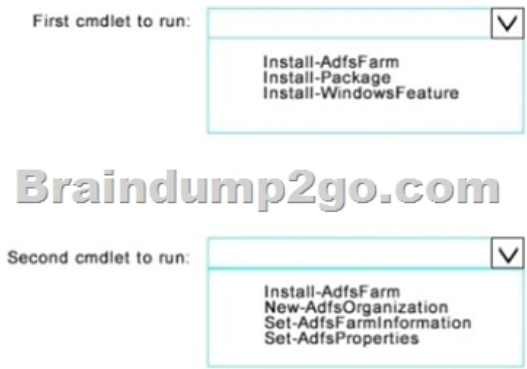 First cmdlet to run:
Install-AdfsFarm
Install-Package
Install-WindowsFeature
Braindump2go.com
Second cmdlet to run:
Install-AdfsFarm
New-AdfsOrganization
Set-AdfsFarmInformation
Set-AdfsProperties